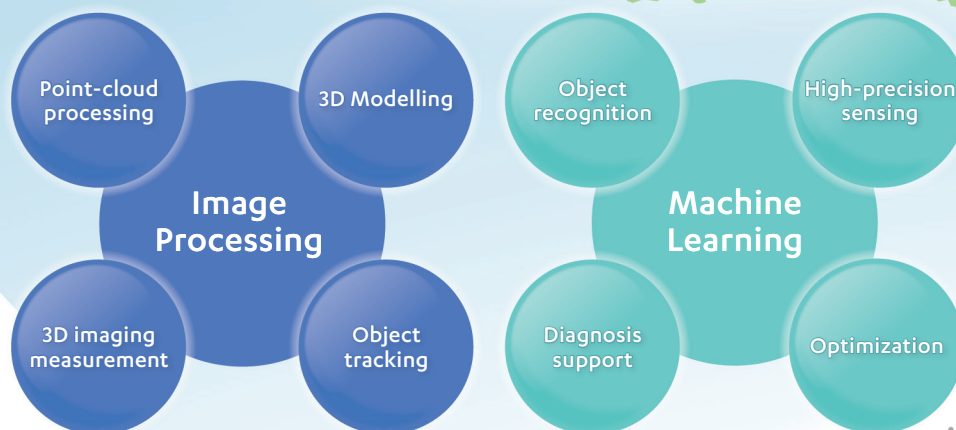 Point-cloud
processing
3D Modelling
Image
Processing
3D imaging
measurement
Object
tracking
Object
recognition
High-precision
sensing
Machine
Learning
Diagnosis
support
Optimization